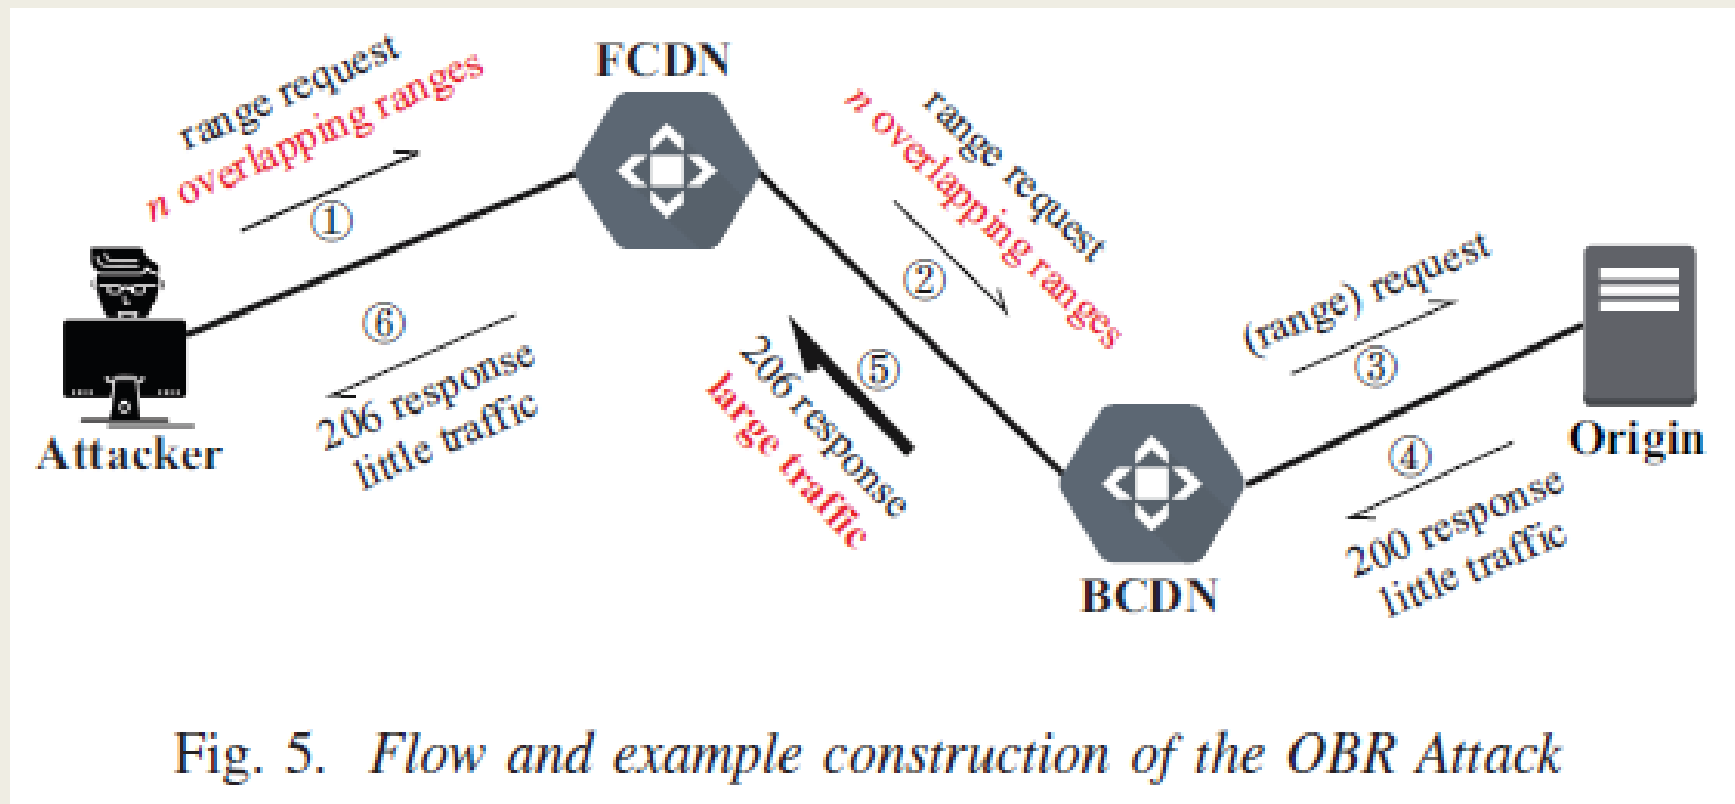 FCDN
range request
n overlapping ranges
①
range request
n overlapping ranges
②
(range) request
③
⑥
206 response
little traffic
⑤
206 response
large traffic
④
200 response
little traffic
Attacker
Origin
BCDN
Fig. 5. Flow and example construction of the OBR Attack